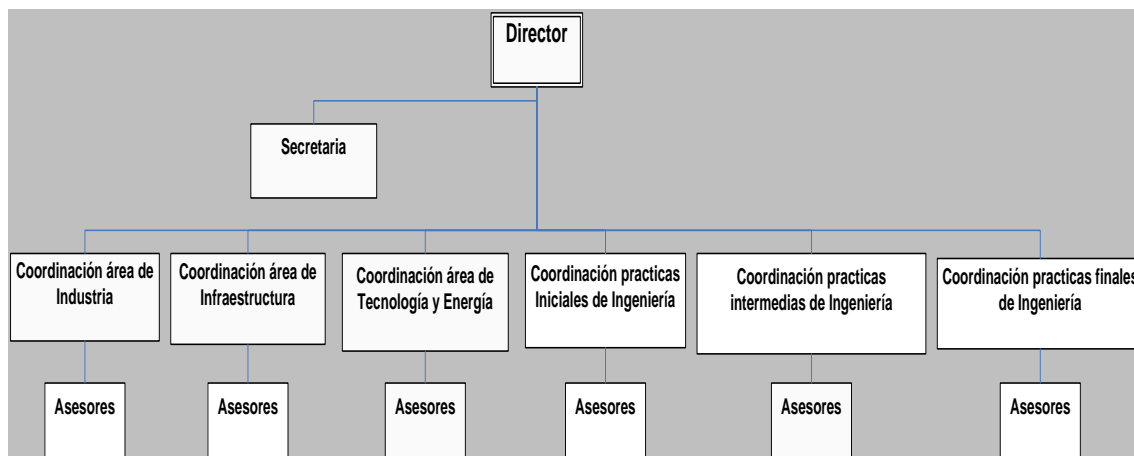 Director
Secretaria
Coordinación área de
Industria
Coordinación área de
Infraestructura
Coordinación área de
Tecnología y Energía
Coordinación practicas
Iniciales de Ingeniería
Coordinación practicas
intermedias de Ingeniería
Coordinación practicas finales
de Ingeniería
Asesores
Asesores
Asesores
Asesores
Asesores
Asesores